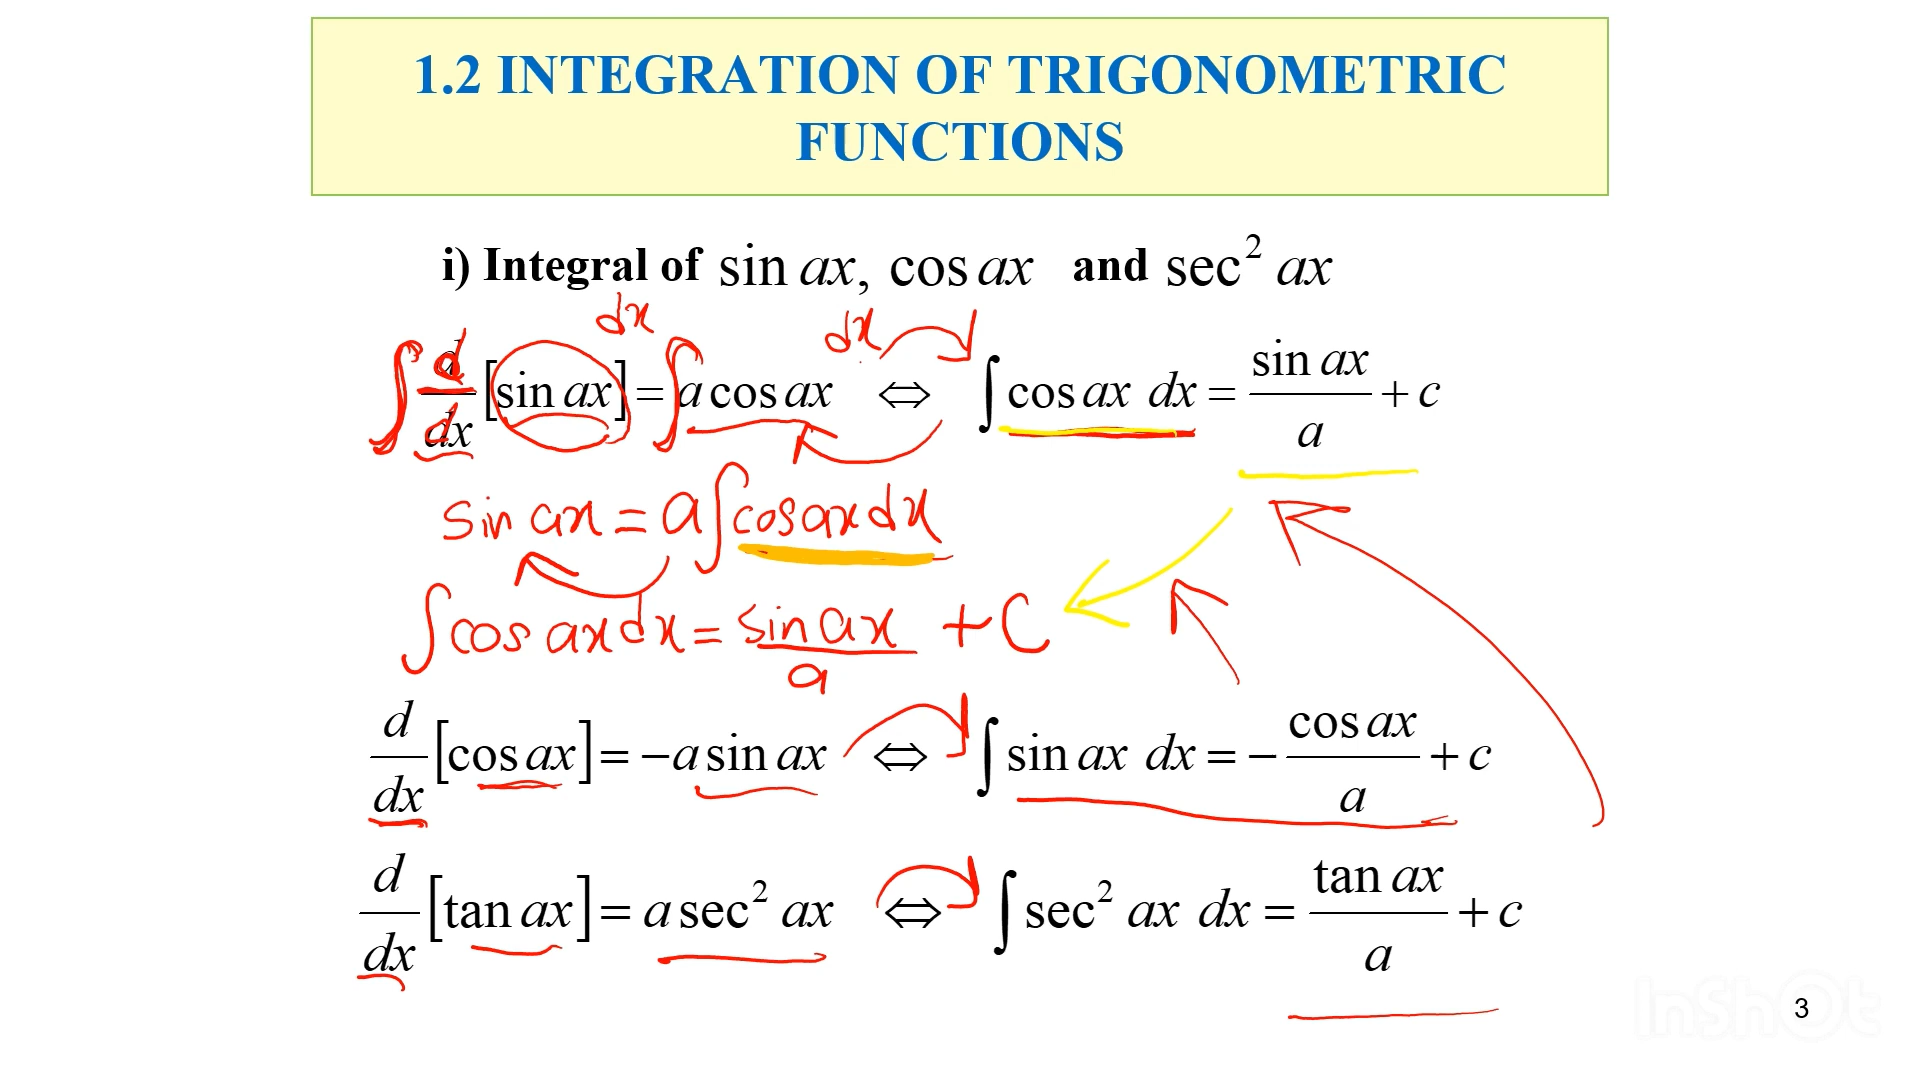 1.2 INTEGRATION OF TRIGONOMETRIC
FUNCTIONS
i) Integral of sin ax, cos ax and sec² ax
dx dx
∫ d/dx [sin ax] = ∫ a cos ax ⇔ ∫ cos ax dx = sin ax / a + c
sin ax = a ∫ cos ax dx
∫ cos ax dx = sin ax / a + C
d/dx [cos ax] = −a sin ax ⇔ ∫ sin ax dx = − cos ax / a + c
d/dx [tan ax] = a sec² ax ⇔ ∫ sec² ax dx = tan ax / a + c
InShOt
3